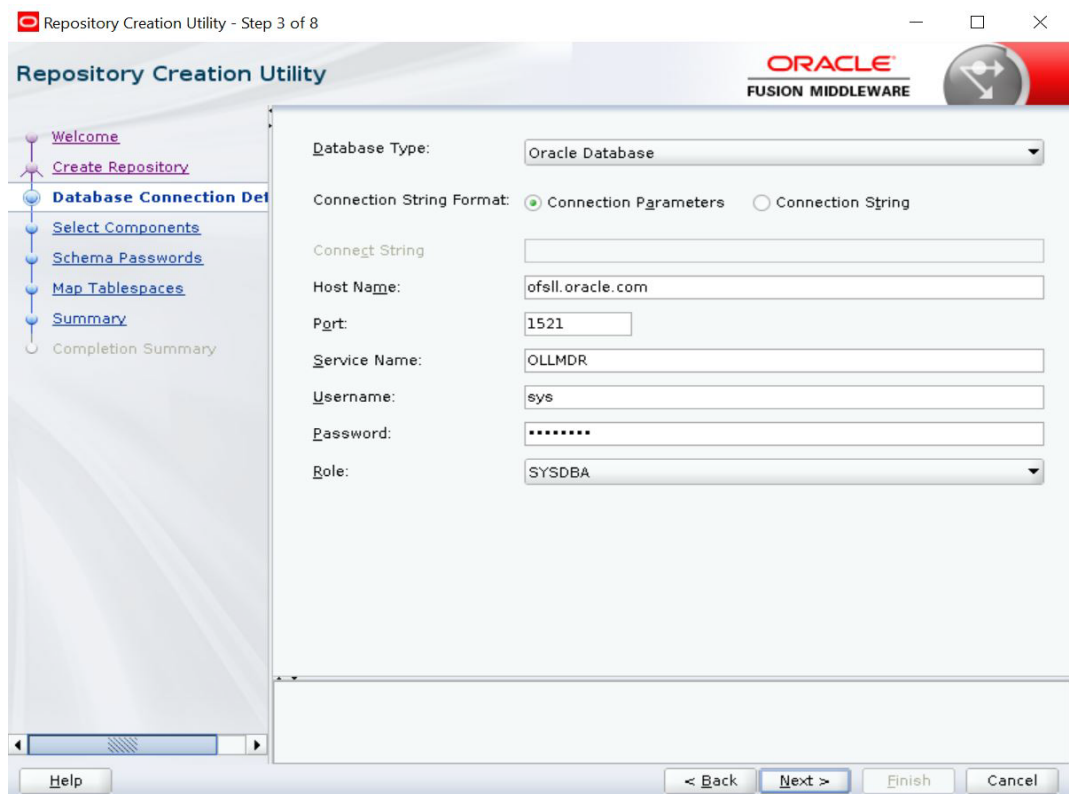 Repository Creation Utility - Step 3 of 8
Repository Creation Utility
ORACLE
FUSION MIDDLEWARE
Welcome
Create Repository
Database Connection Det
Select Components
Schema Passwords
Map Tablespaces
Summary
Completion Summary
Database Type: Oracle Database
Connection String Format: Connection Parameters Connection String
Connect String
Host Name: ofsll.oracle.com
Port: 1521
Service Name: OLLMDR
Username: sys
Password: ••••••••
Role: SYSDBA
Help < Back Next > Finish Cancel